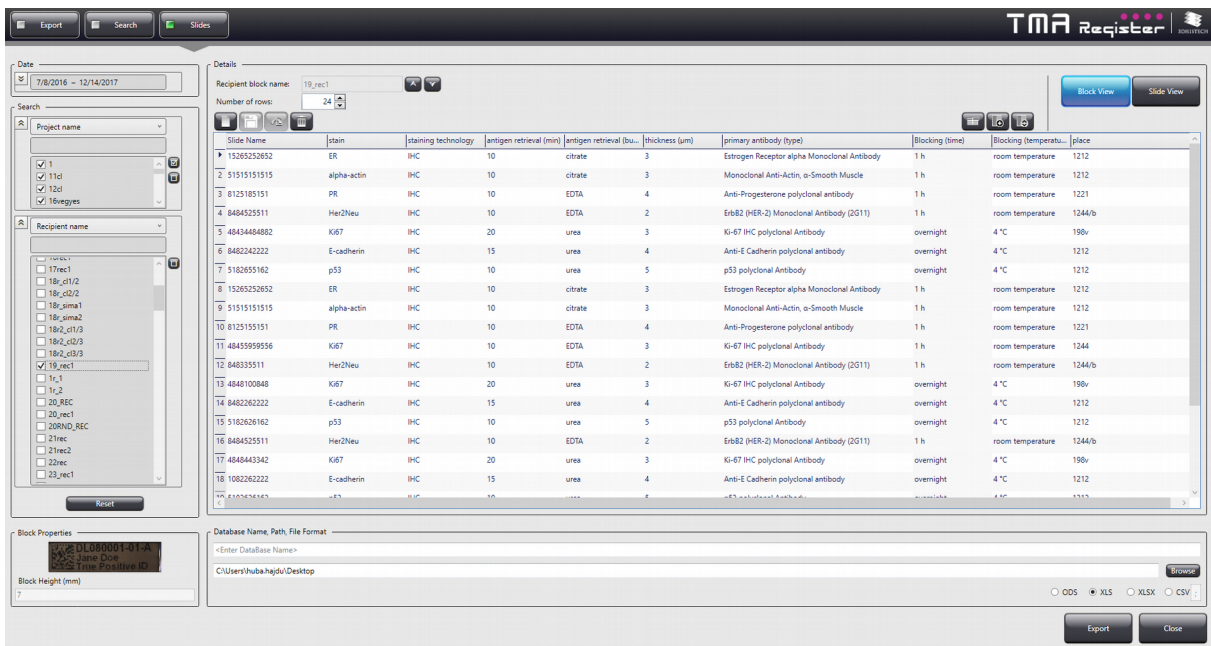 Export Search Slides TMA Register IDRISTECH
Date
7/8/2016 - 12/14/2017
Search
Project name
1
11cl
12cl
16vegyes
Recipient name
17rec1
18r_cl1/2
18r_cl2/2
18r_sima1
18r_sima2
18r2_cl1/3
18r2_cl2/3
18r2_cl3/3
19_rec1
1r_1
1r_2
20_REC
20_rec1
20RND_REC
21rec
21rec2
22rec
23_rec1
Reset
Block Properties
DL080001-01-A
Jane Doe
True Positive ID
Block Height (mm)
7
Details
Recipient block name: 19_rec1
Number of rows: 24
Block View Slide View
Slide Name stain staining technology antigen retrieval (min) antigen retrieval (bu... thickness (µm) primary antibody (type) Blocking (time) Blocking (temperatu... place
15265252652 ER IHC 10 citrate 3 Estrogen Receptor alpha Monoclonal Antibody 1 h room temperature 1212
2 51515151515 alpha-actin IHC 10 citrate 3 Monoclonal Anti-Actin, α-Smooth Muscle 1 h room temperature 1212
3 8125185151 PR IHC 10 EDTA 4 Anti-Progesterone polyclonal antibody 1 h room temperature 1221
4 8484525511 Her2Neu IHC 10 EDTA 2 ErbB2 (HER-2) Monoclonal Antibody (2G11) 1 h room temperature 1244/b
5 48434484882 Ki67 IHC 20 urea 3 Ki-67 IHC polyclonal Antibody overnight 4 °C 198v
6 8482242222 E-cadherin IHC 15 urea 4 Anti-E Cadherin polyclonal antibody overnight 4 °C 1212
7 5182655162 p53 IHC 10 urea 5 p53 polyclonal Antibody overnight 4 °C 1212
8 15265252652 ER IHC 10 citrate 3 Estrogen Receptor alpha Monoclonal Antibody 1 h room temperature 1212
9 51515151515 alpha-actin IHC 10 citrate 3 Monoclonal Anti-Actin, α-Smooth Muscle 1 h room temperature 1212
10 8125155151 PR IHC 10 EDTA 4 Anti-Progesterone polyclonal antibody 1 h room temperature 1221
11 48455959556 Ki67 IHC 10 EDTA 3 Ki-67 IHC polyclonal Antibody 1 h room temperature 1244
12 848335511 Her2Neu IHC 10 EDTA 2 ErbB2 (HER-2) Monoclonal Antibody (2G11) 1 h room temperature 1244/b
13 4848100848 Ki67 IHC 20 urea 3 Ki-67 IHC polyclonal Antibody overnight 4 °C 198v
14 8482262222 E-cadherin IHC 15 urea 4 Anti-E Cadherin polyclonal antibody overnight 4 °C 1212
15 5182626162 p53 IHC 10 urea 5 p53 polyclonal Antibody overnight 4 °C 1212
16 8484525511 Her2Neu IHC 10 EDTA 2 ErbB2 (HER-2) Monoclonal Antibody (2G11) 1 h room temperature 1244/b
17 4848443342 Ki67 IHC 20 urea 3 Ki-67 IHC polyclonal Antibody overnight 4 °C 198v
18 1082262222 E-cadherin IHC 15 urea 4 Anti-E Cadherin polyclonal antibody overnight 4 °C 1212
Database Name, Path, File Format
<Enter DataBase Name>
C:\Users\huba.hajdu\Desktop
Browse
ODS XLS XLSX CSV ;
Export Close